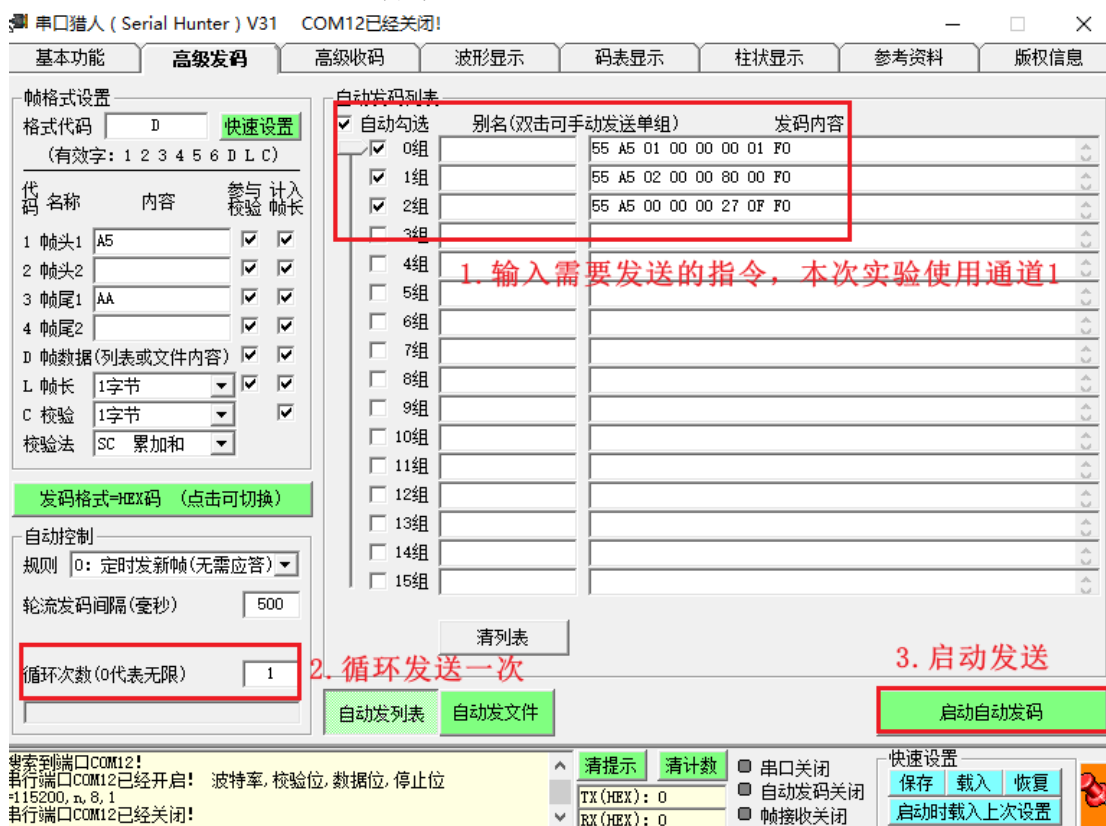 串口猎人(Serial Hunter)V31 COM12已经关闭!
基本功能 高级发码 高级收码 波形显示 码表显示 柱状显示 参考资料 版权信息
帧格式设置
格式代码 D 快速设置
(有效字: 1 2 3 4 5 6 D L C)
代码 名称 内容 参与校验 计入帧长
1 帧头1 A5
2 帧头2
3 帧尾1 AA
4 帧尾2
D 帧数据(列表或文件内容)
L 帧长 1字节
C 校验 1字节
校验法 SC 累加和
发码格式=HEX码 (点击可切换)
自动控制
规则 0: 定时发新帧(无需应答)
轮流发码间隔(毫秒) 500
循环次数(0代表无限) 1
2. 循环发送一次
自动发码列表
自动勾选 别名(双击可手动发送单组) 发码内容
0组 55 A5 01 00 00 00 01 F0
1组 55 A5 02 00 00 80 00 F0
2组 55 A5 00 00 00 27 0F F0
3组
4组
1. 输入需要发送的指令，本次实验使用通道1
5组
6组
7组
8组
9组
10组
11组
12组
13组
14组
15组
清列表
3. 启动发送
自动发列表 自动发文件 启动自动发码
搜索到端口COM12!
串行端口COM12已经开启! 波特率,校验位,数据位,停止位
=115200,n,8,1
串行端口COM12已经关闭!
清提示 清计数
TX(HEX): 0
RX(HEX): 0
串口关闭
自动发码关闭
帧接收关闭
快速设置
保存 载入 恢复
启动时载入上次设置